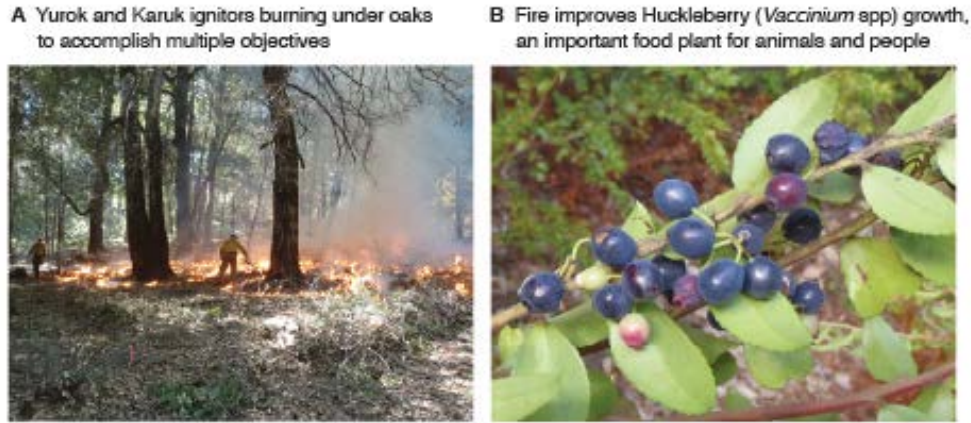 A Yurok and Karuk ignitors burning under oaks
to accomplish multiple objectives
B Fire improves Huckleberry (Vaccinium spp) growth,
an important food plant for animals and people